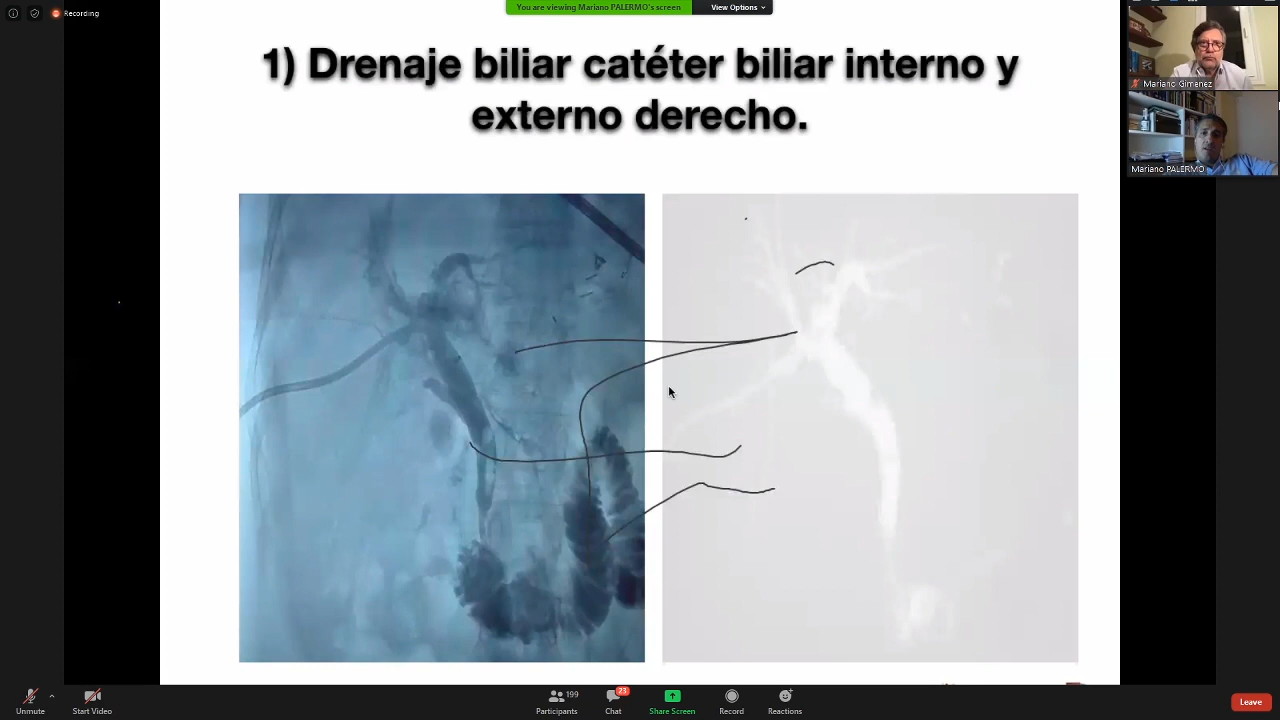 Recording
You are viewing Mariano PALERMO's screen
View Options
1) Drenaje biliar catéter biliar interno y
externo derecho.
Mariano Gimenez
Mariano PALERMO
Unmute
Start Video
199
Participants
23
Chat
Share Screen
Record
Reactions
Leave